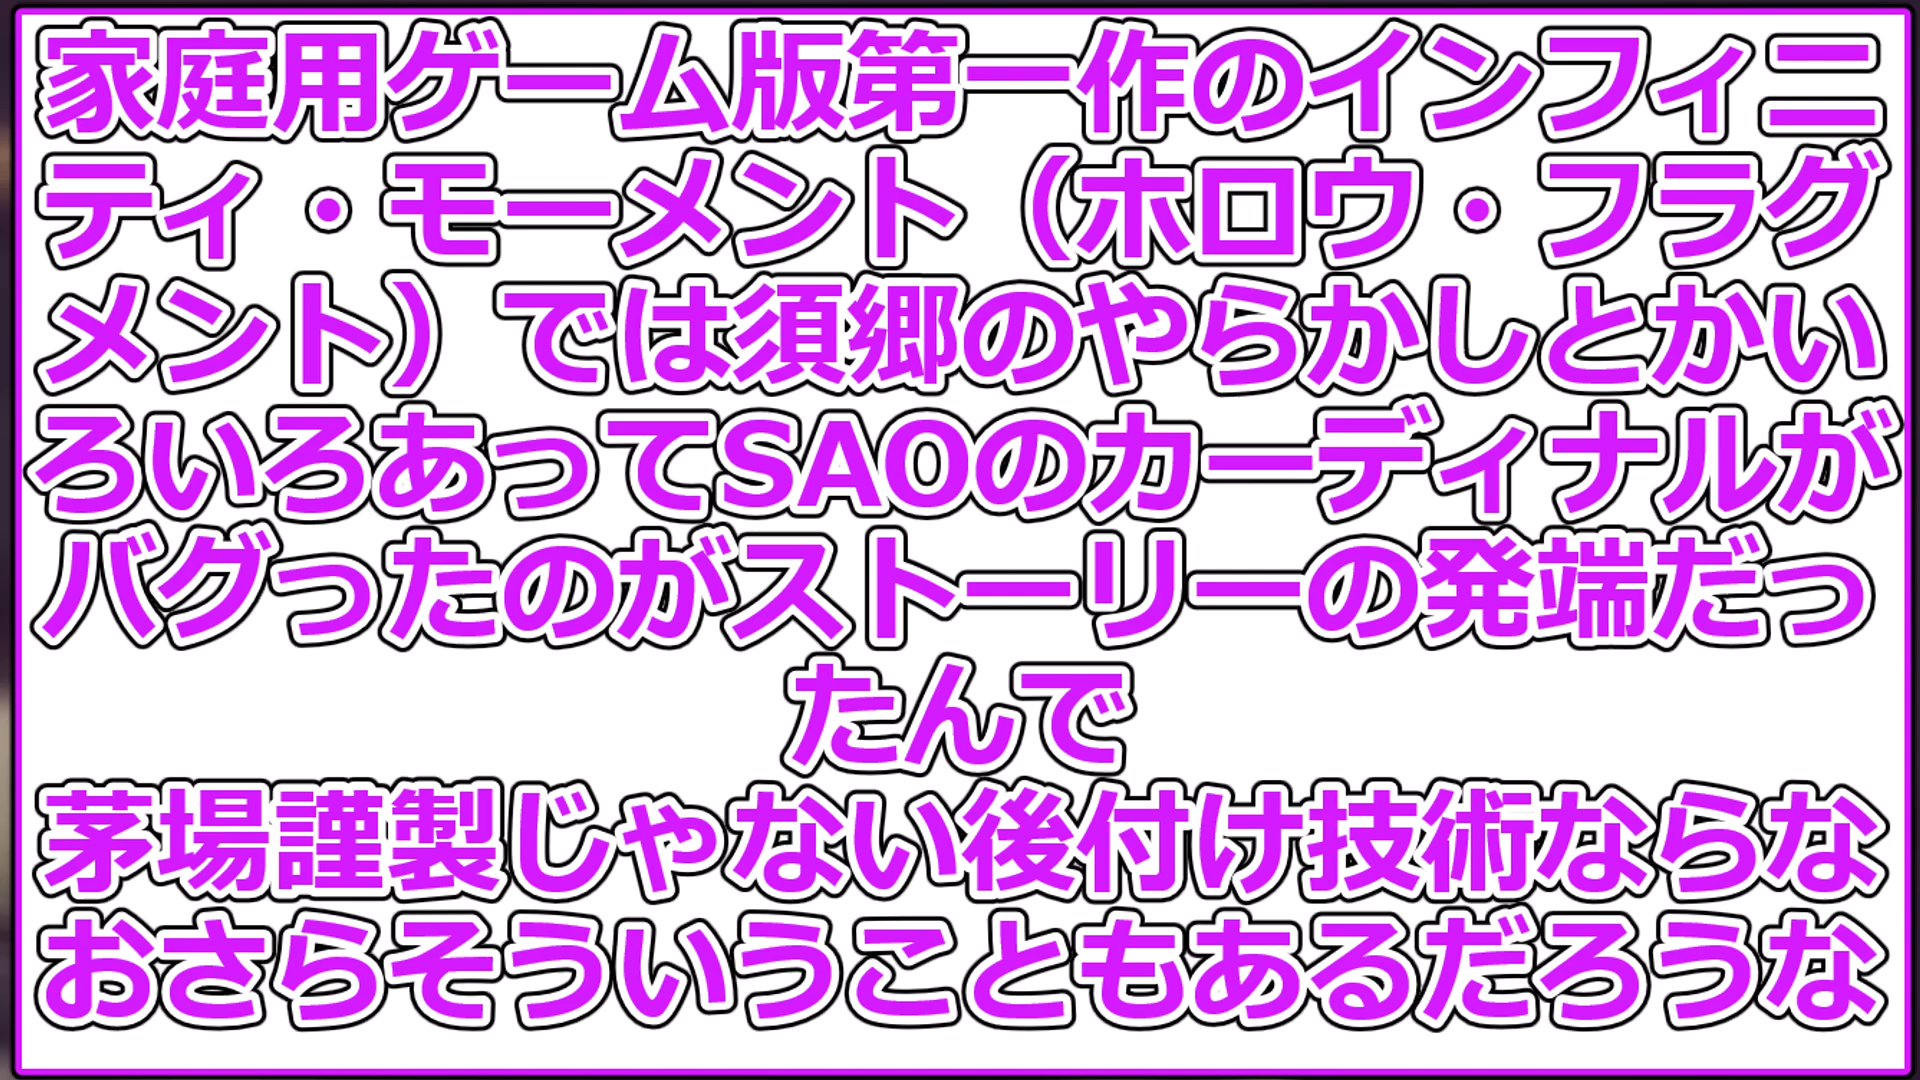 家庭用ゲーム版第一作のインフィニ
ティ・モーメント（ホロウ・フラグ
メント）では須郷のやらかしとかい
ろいろあってSAOのカーディナルが
バグったのがストーリーの発端だっ
たんで
茅場謹製じゃない後付け技術ならな
おさらそういうこともあるだろうな